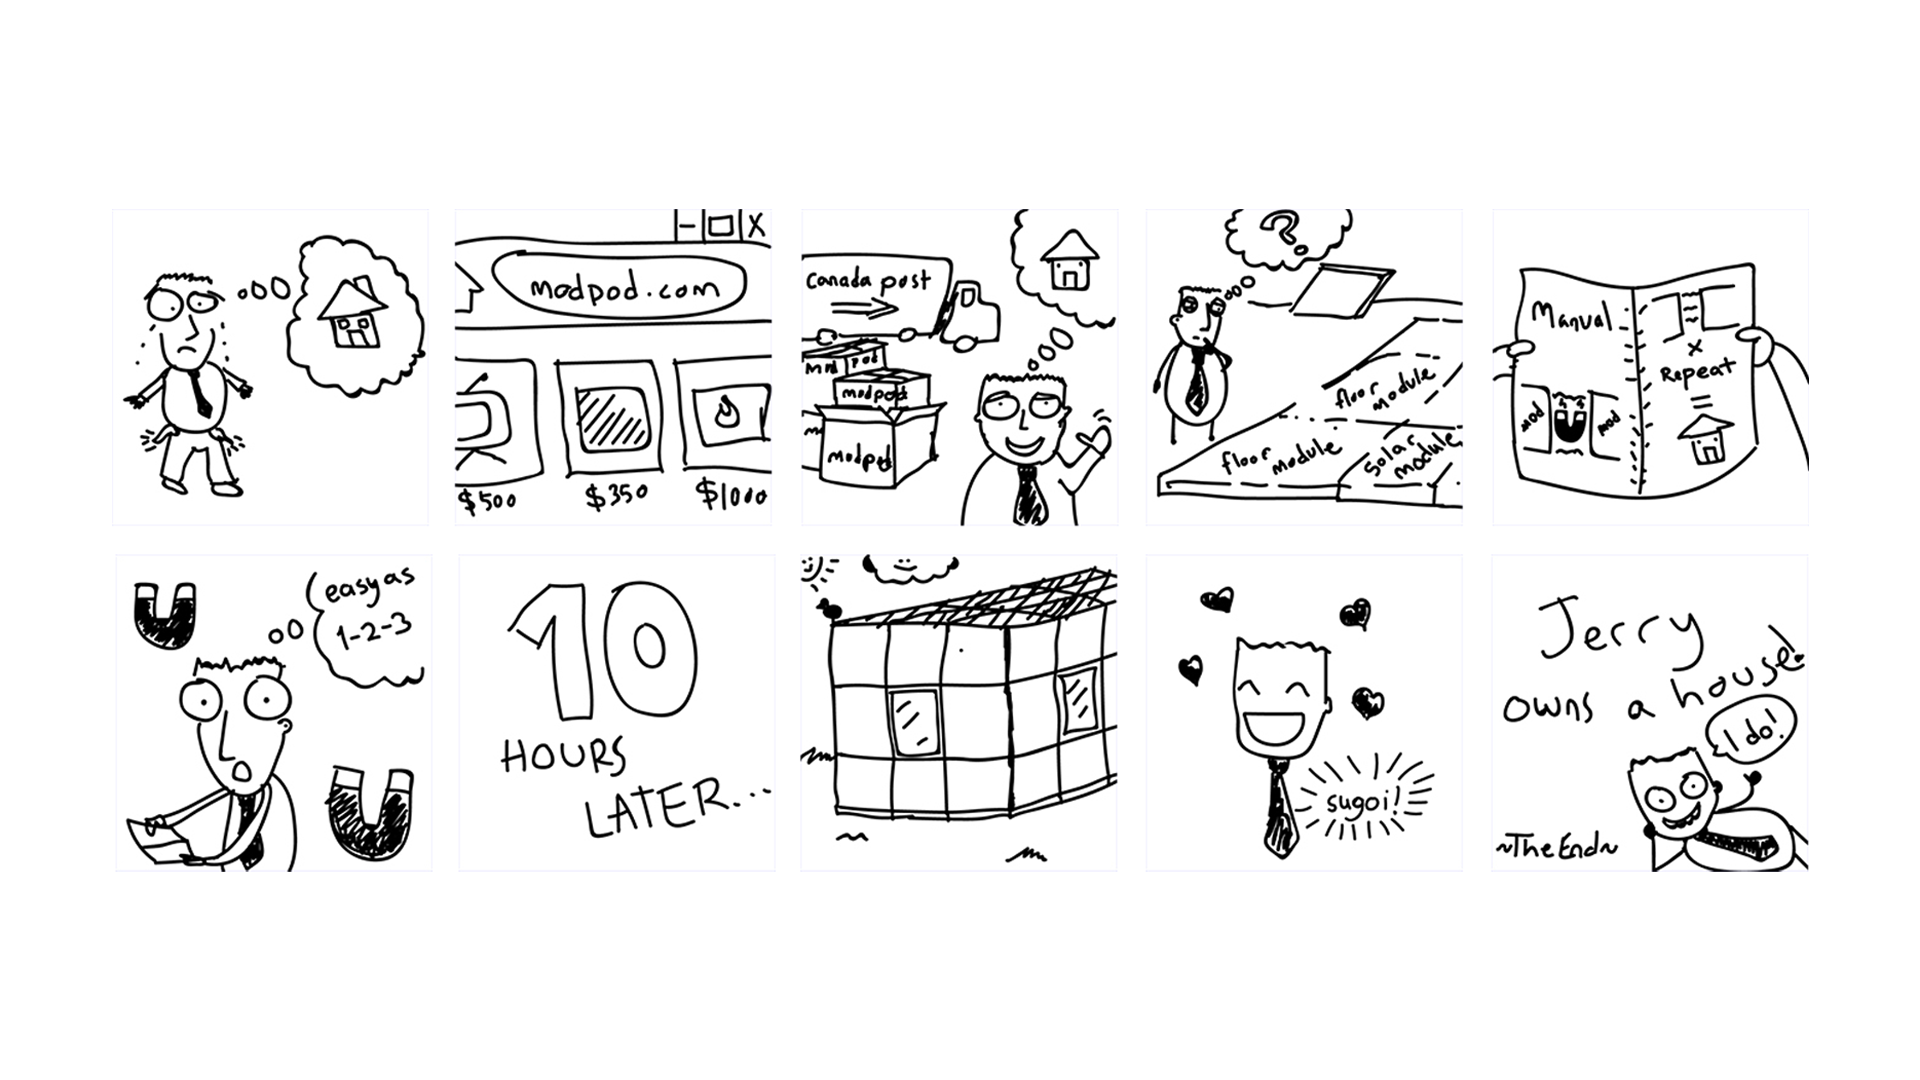 modpod.com
$500
$350
$1000
Canada post
mod
pod
modpod
modpod
?
floor module
floor module
solar module
Manual
mod
mod
x
Repeat
=
easy as
1-2-3
10
HOURS
LATER...
sugoi!
Jerry
owns a house.
I do!
~The End~